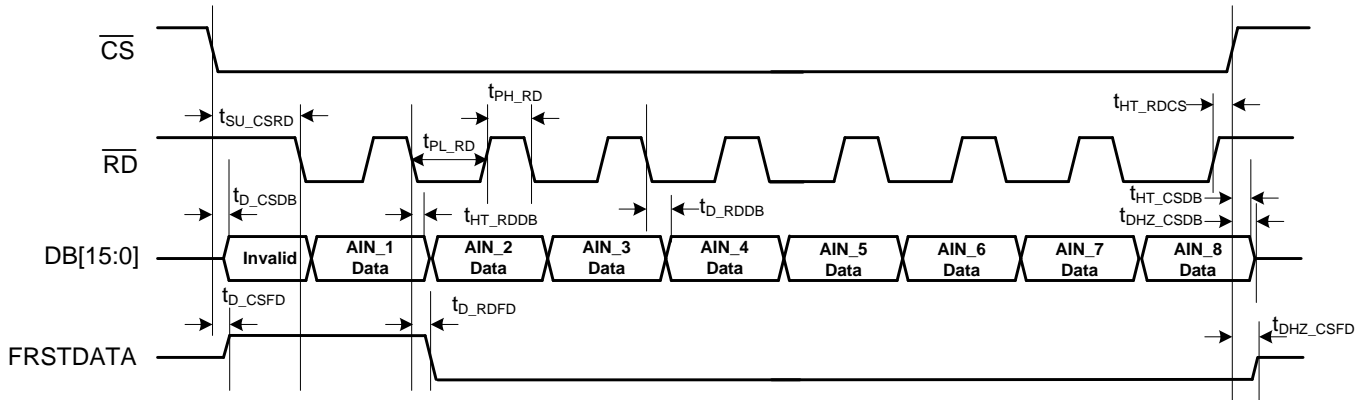 CS
tPH_RD
tSU_CSRD
tHT_RDCS
tPL_RD
RD
tD_CSDB
tHT_RDDB
tD_RDDB
tHT_CSDB
tDHZ_CSDB
DB[15:0]
Invalid
AIN_1
Data
AIN_2
Data
AIN_3
Data
AIN_4
Data
AIN_5
Data
AIN_6
Data
AIN_7
Data
AIN_8
Data
tD_CSFD
tD_RDFD
tDHZ_CSFD
FRSTDATA